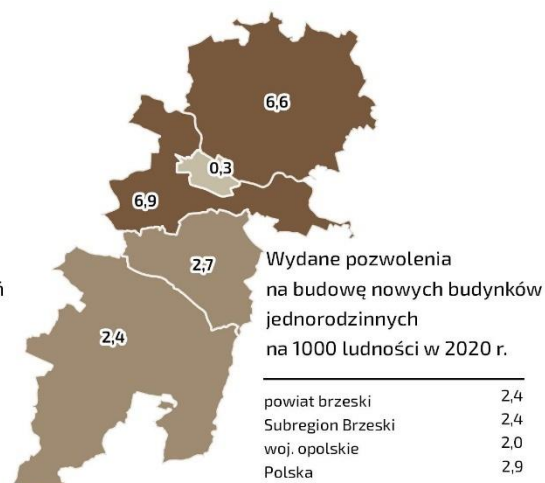 6,6
0,3
6,9
2,7
2,4
ń
Wydane pozwolenia
na budowę nowych budynków
jednorodzinnych
na 1000 ludności w 2020 r.
powiat brzeski 2,4
Subregion Brzeski 2,4
woj. opolskie 2,0
Polska 2,9